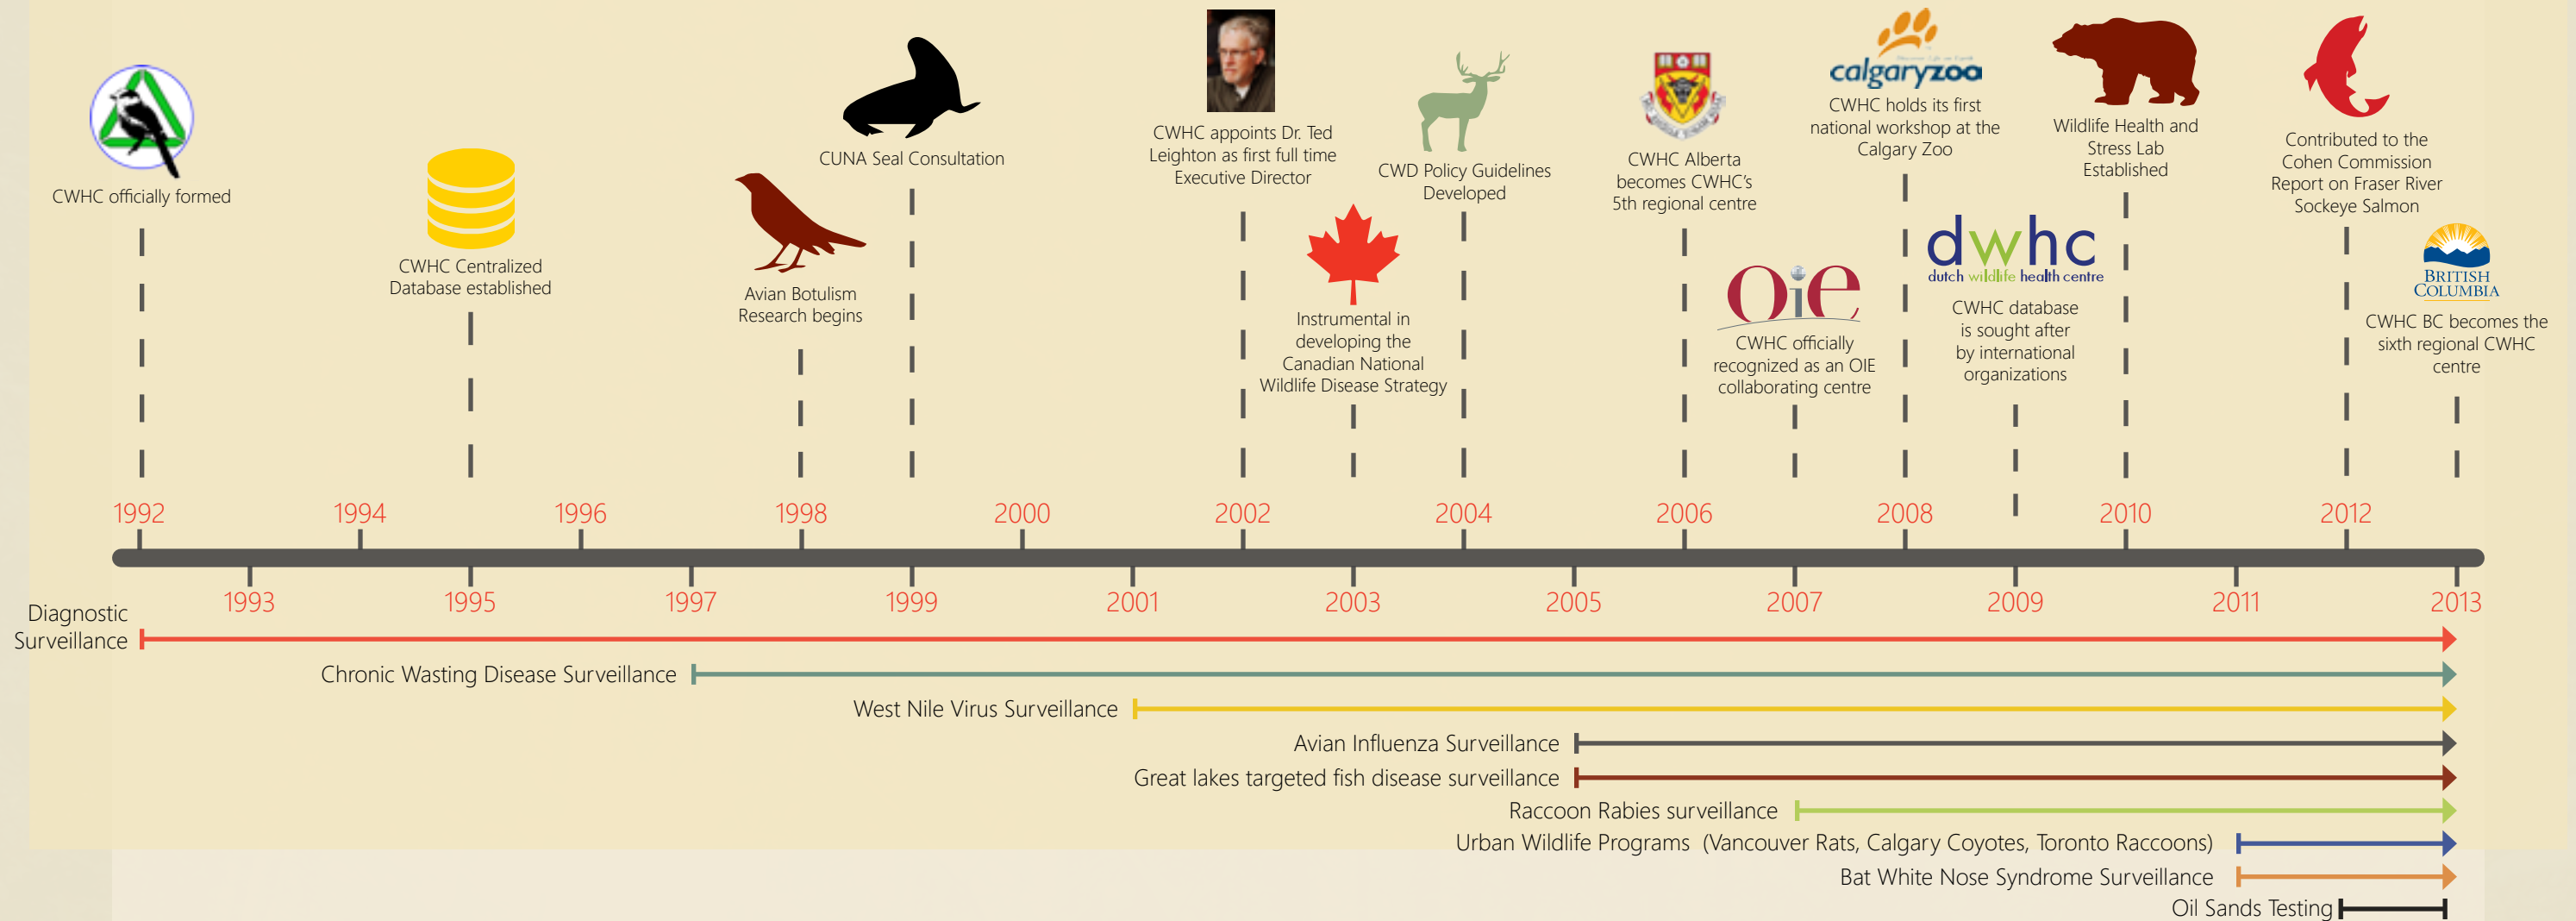 CWHC officially formed
CWHC Centralized
Database established
Avian Botulism
Research begins
CUNA Seal Consultation
CWHC appoints Dr. Ted
Leighton as first full time
Executive Director
Instrumental in
developing the
Canadian National
Wildlife Disease Strategy
CWD Policy Guidelines
Developed
CWHC Alberta
becomes CWHC's
5th regional centre
Oie
CWHC officially
recognized as an OIE
collaborating centre
calgaryzoo
CWHC holds its first
national workshop at the
Calgary Zoo
dwhc
dutch wildlife health centre
CWHC database
is sought after
by international
organizations
Wildlife Health and
Stress Lab
Established
Contributed to the
Cohen Commission
Report on Fraser River
Sockeye Salmon
BRITISH
COLUMBIA
CWHC BC becomes the
sixth regional CWHC
centre
1992
1994
1996
1998
2000
2002
2004
2006
2008
2010
2012
1993
1995
1997
1999
2001
2003
2005
2007
2009
2011
2013
Diagnostic
Surveillance
Chronic Wasting Disease Surveillance
West Nile Virus Surveillance
Avian Influenza Surveillance
Great lakes targeted fish disease surveillance
Raccoon Rabies surveillance
Urban Wildlife Programs (Vancouver Rats, Calgary Coyotes, Toronto Raccoons)
Bat White Nose Syndrome Surveillance
Oil Sands Testing